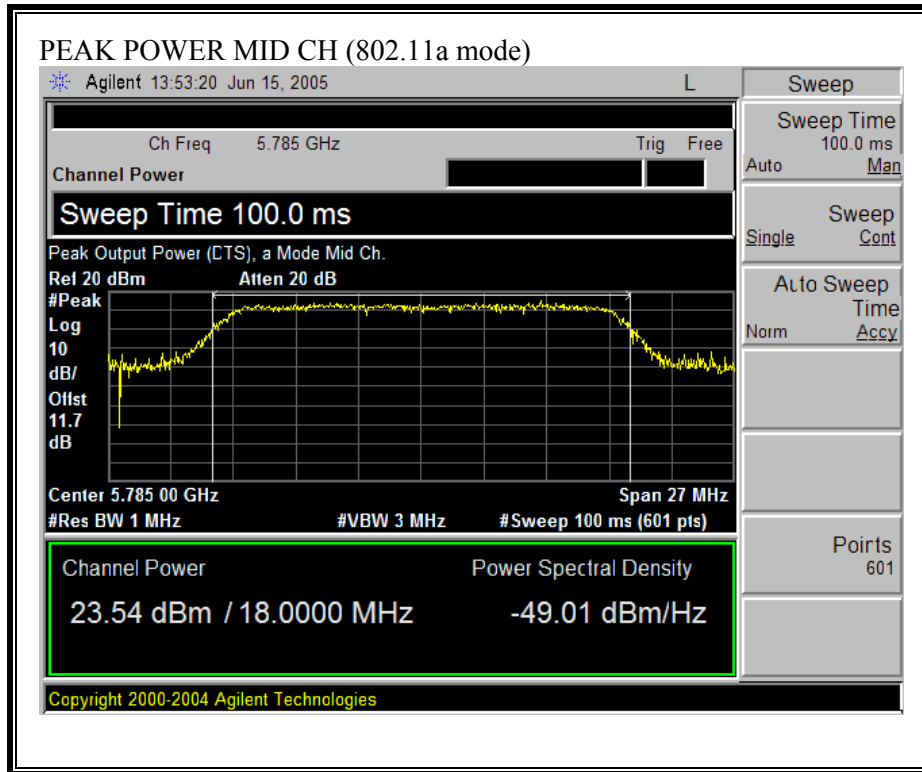 PEAK POWER MID CH (802.11a mode)
Agilent 13:53:20 Jun 15, 2005 L
Ch Freq 5.785 GHz Trig Free
Channel Power
Sweep Time 100.0 ms
Peak Output Power (DTS), a Mode Mid Ch.
Ref 20 dBm Atten 20 dB
#Peak
Log
10
dB/
Offst
11.7
dB
Center 5.785 00 GHz Span 27 MHz
#Res BW 1 MHz #VBW 3 MHz #Sweep 100 ms (601 pts)
Channel Power Power Spectral Density
23.54 dBm / 18.0000 MHz -49.01 dBm/Hz
Copyright 2000-2004 Agilent Technologies
Sweep
Sweep Time
100.0 ms
Auto Man
Sweep
Single Cont
Auto Sweep
Time
Norm Accy
Points
601